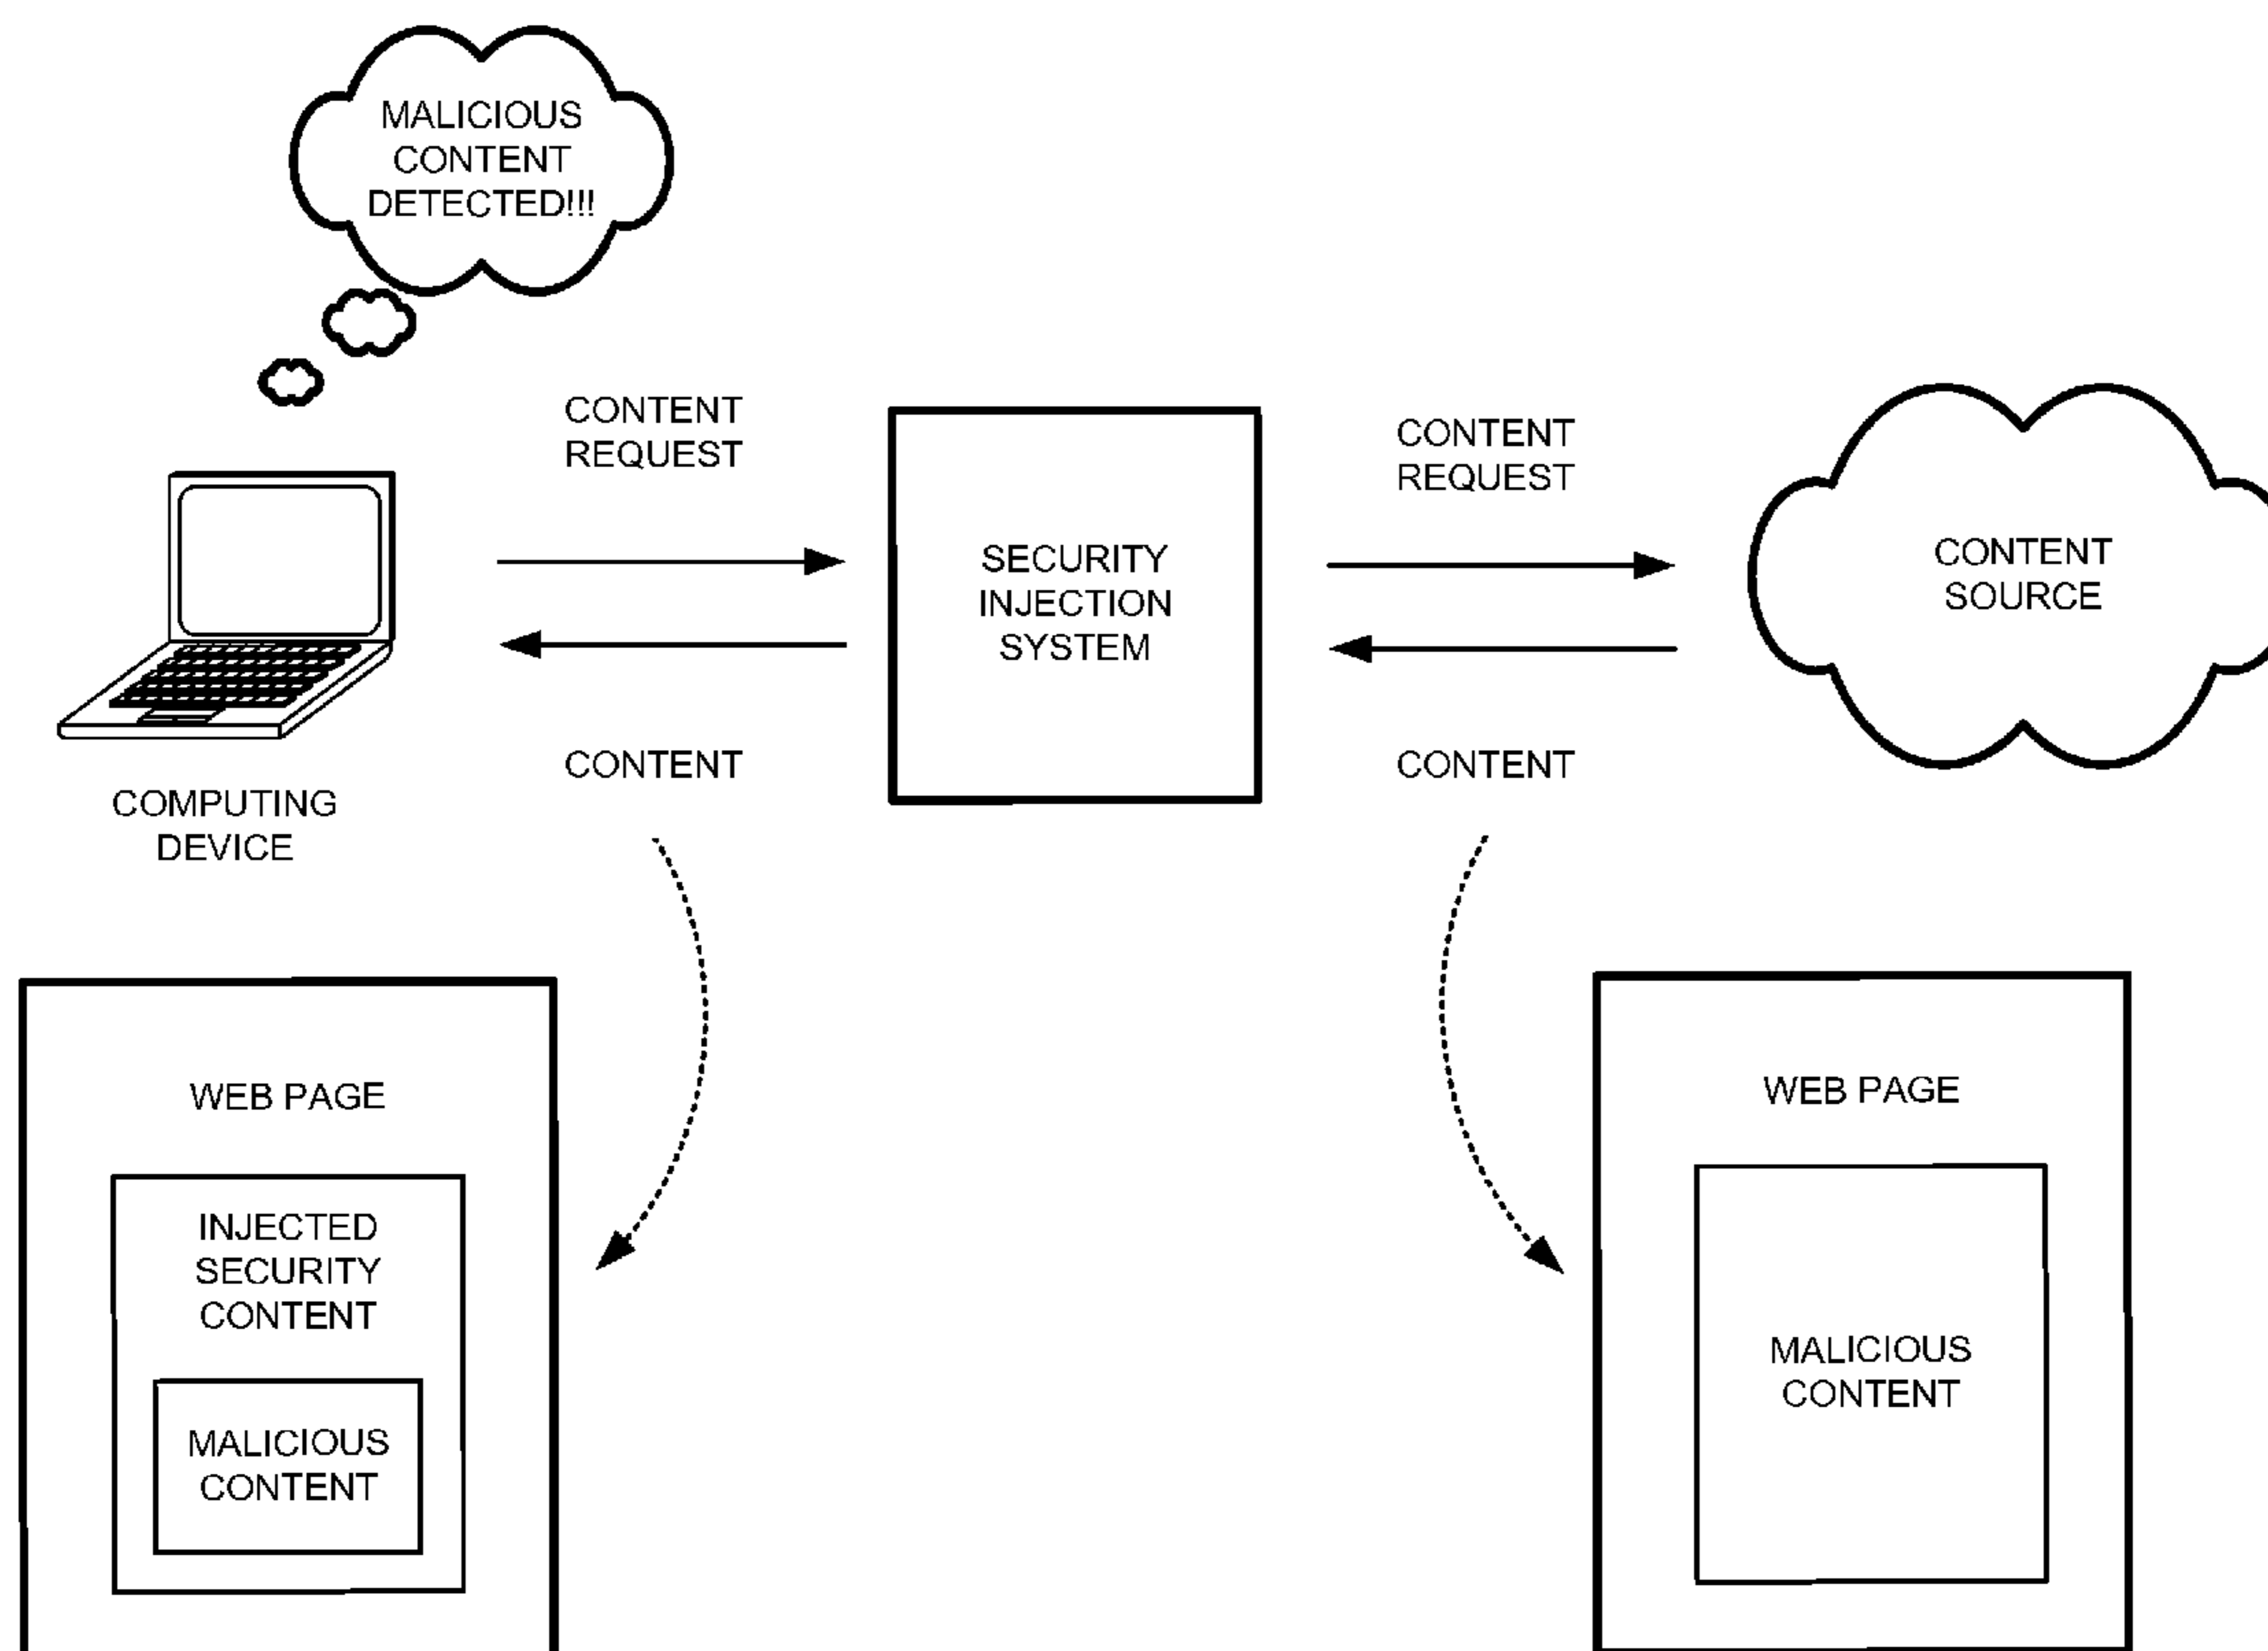 MALICIOUS
CONTENT
DETECTED!!!
CONTENT
REQUEST
CONTENT
REQUEST
SECURITY
INJECTION
SYSTEM
CONTENT
SOURCE
CONTENT
CONTENT
COMPUTING
DEVICE
WEB PAGE
INJECTED
SECURITY
CONTENT
MALICIOUS
CONTENT
WEB PAGE
MALICIOUS
CONTENT